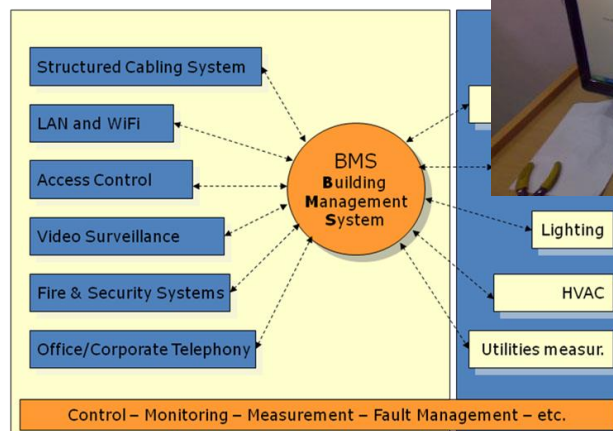 Structured Cabling System
LAN and WiFi
Access Control
Video Surveillance
Fire & Security Systems
Office/Corporate Telephony
BMS
Building
Management
System
Lighting
HVAC
Utilities measur.
Control – Monitoring – Measurement – Fault Management – etc.